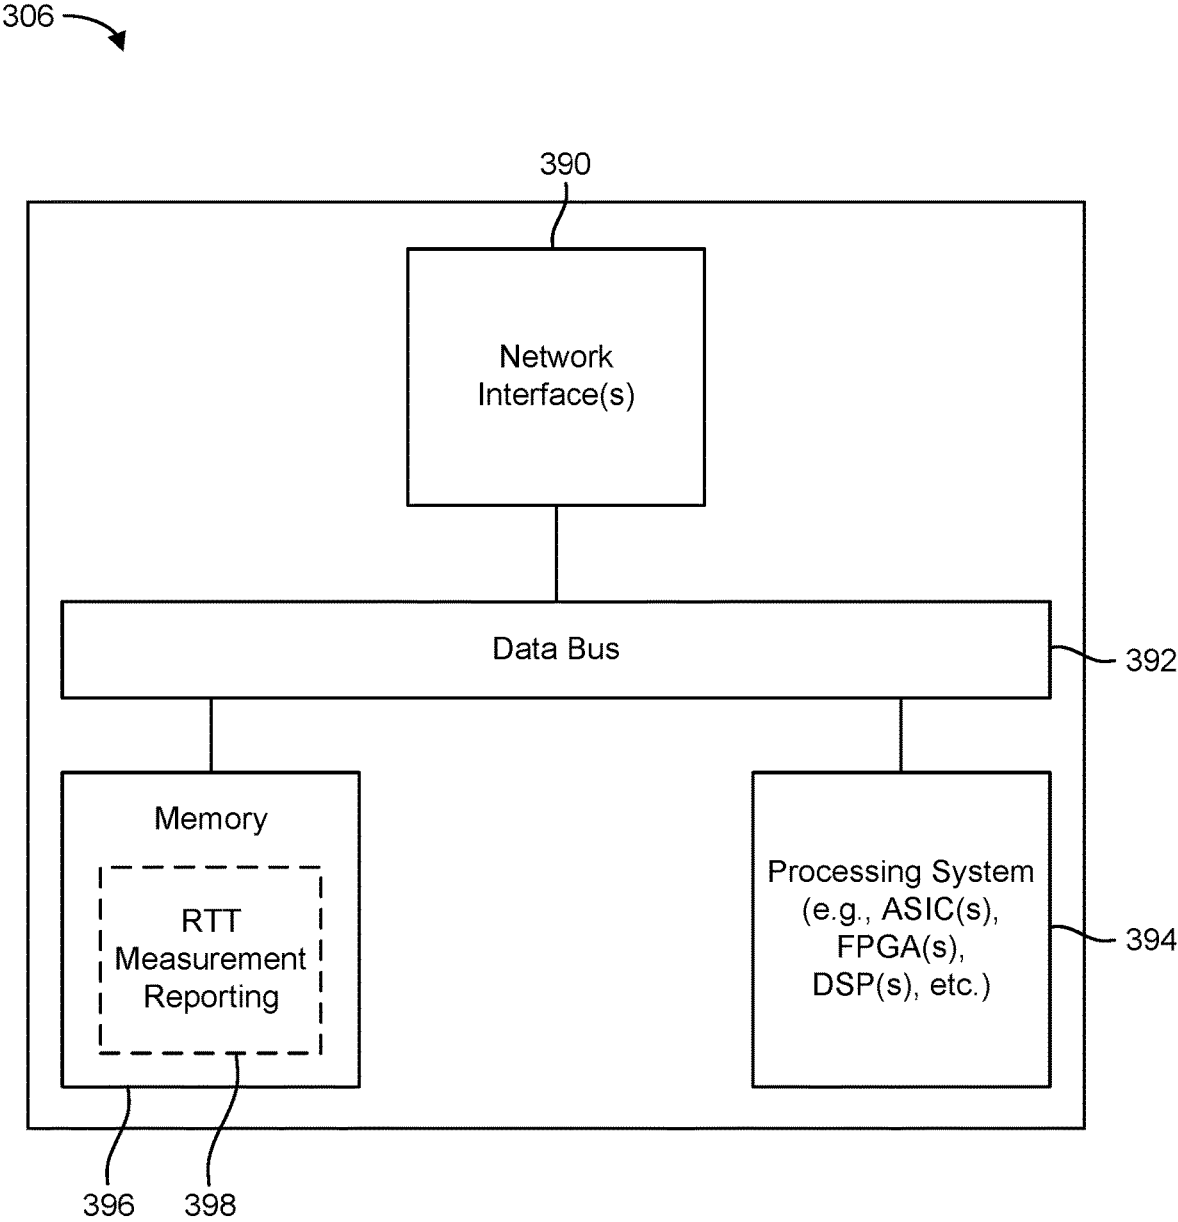 306
390
Network
Interface(s)
Data Bus
392
Memory
RTT
Measurement
Reporting
Processing System
(e.g., ASIC(s),
FPGA(s),
DSP(s), etc.)
394
396
398